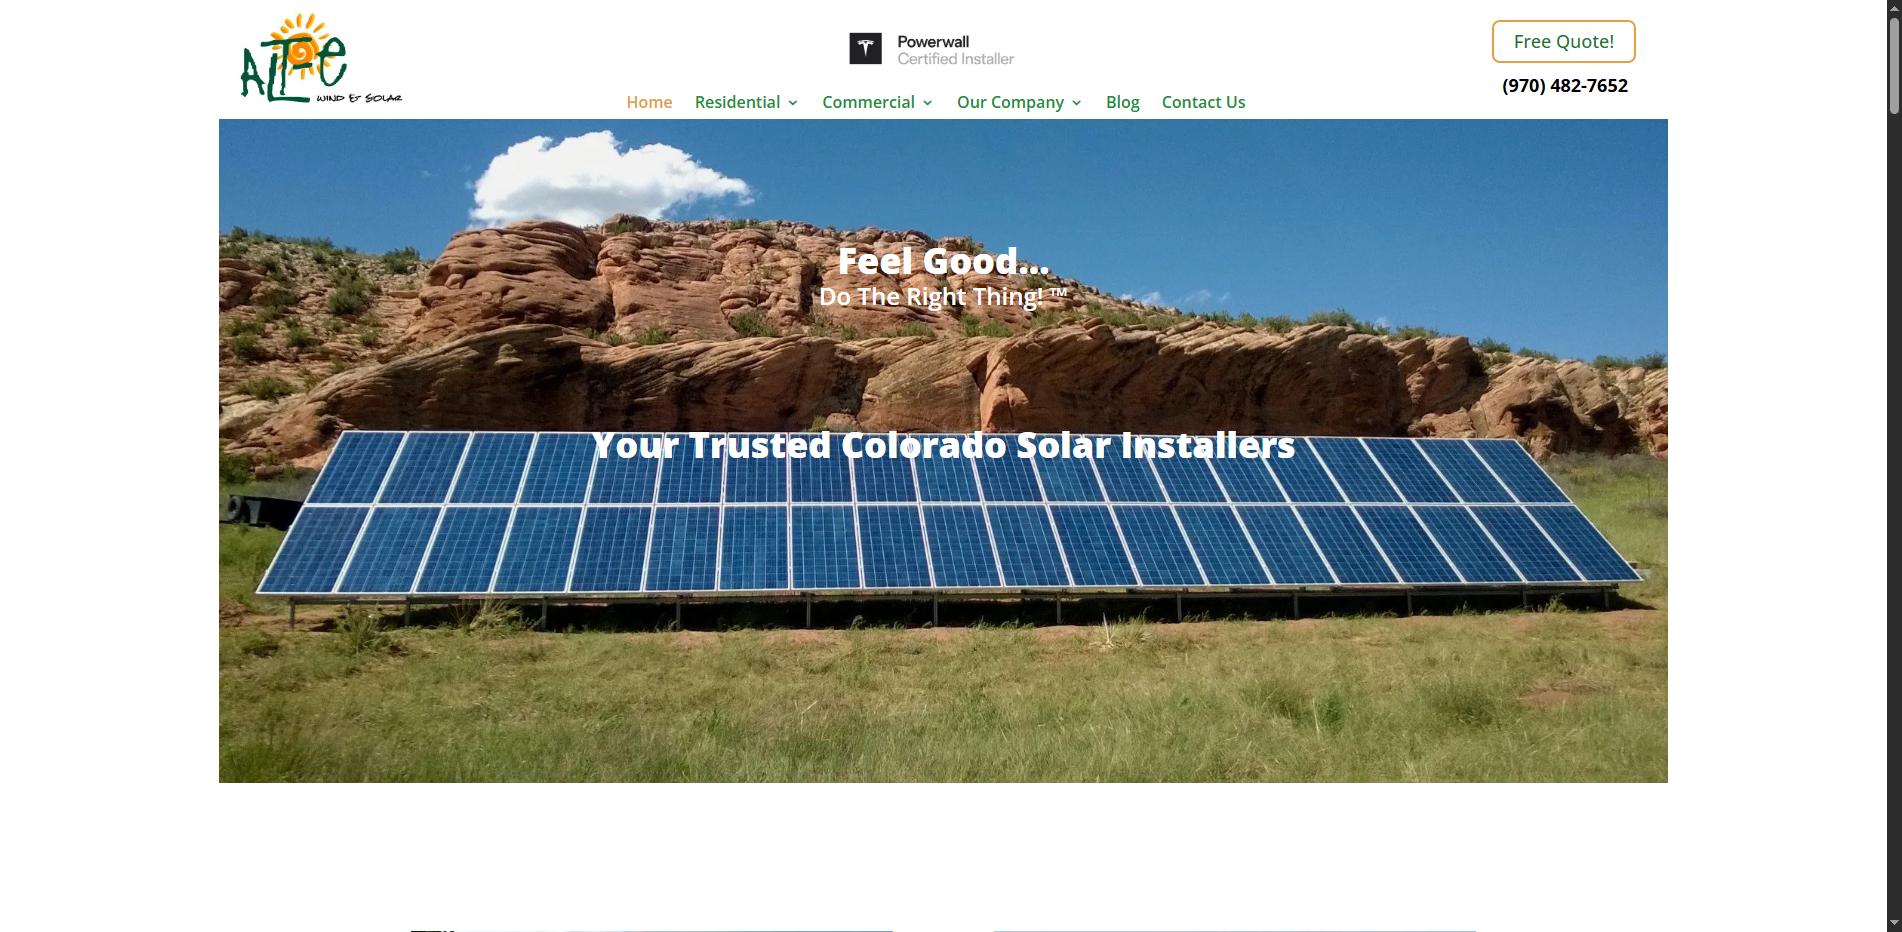 ALT-E
WIND & SOLAR
Powerwall
Certified Installer
Free Quote!
(970) 482-7652
Home
Residential
Commercial
Our Company
Blog
Contact Us
Feel Good...
Do The Right Thing! ™
Your Trusted Colorado Solar Installers